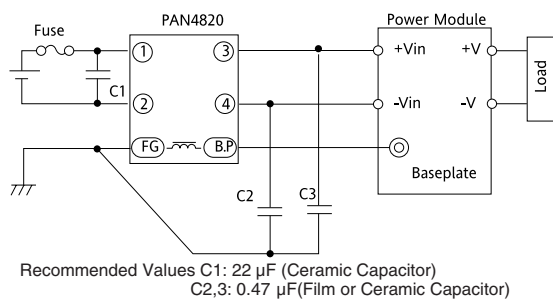 PAN4820
Power Module
Fuse
C1
1
2
3
4
FG
B.P
+Vin
-Vin
+V
-V
Load
Baseplate
C2
C3
Recommended Values C1: 22 µF (Ceramic Capacitor)
C2,3: 0.47 µF(Film or Ceramic Capacitor)